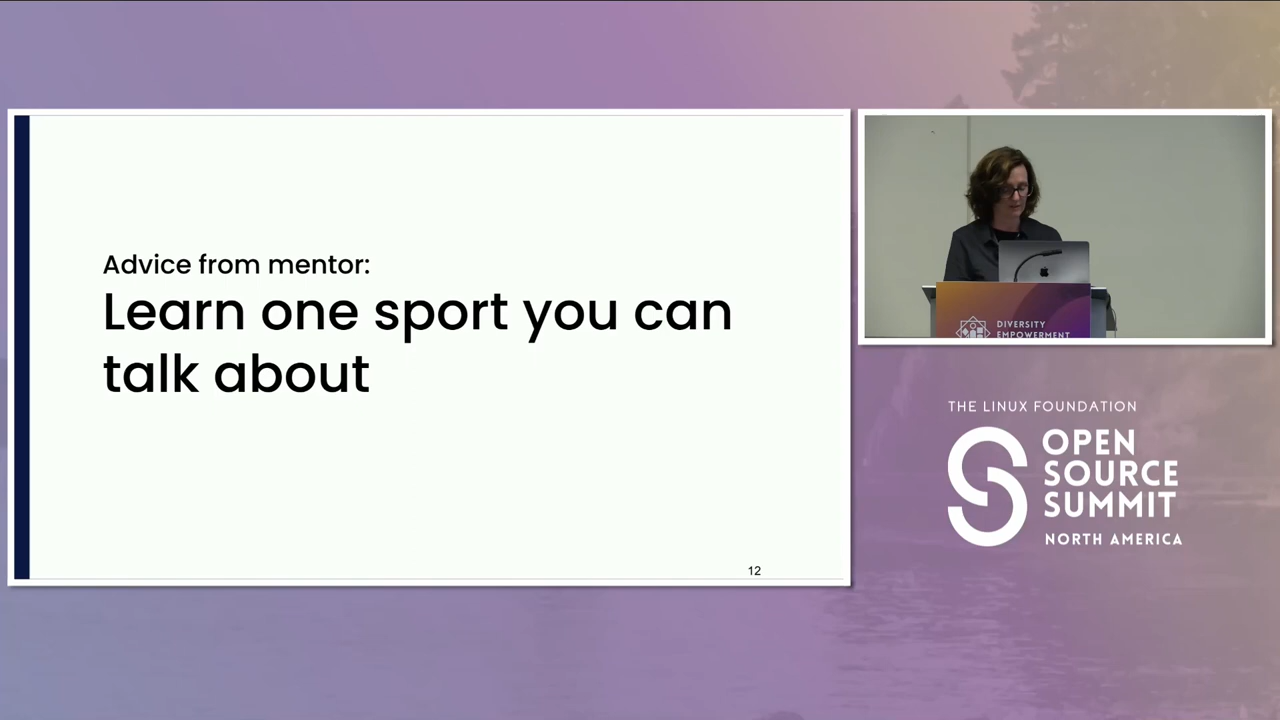 Advice from mentor:
Learn one sport you can
talk about
12
DIVERSITY
EMPOWERMENT
THE LINUX FOUNDATION
OPEN
SOURCE
SUMMIT
NORTH AMERICA